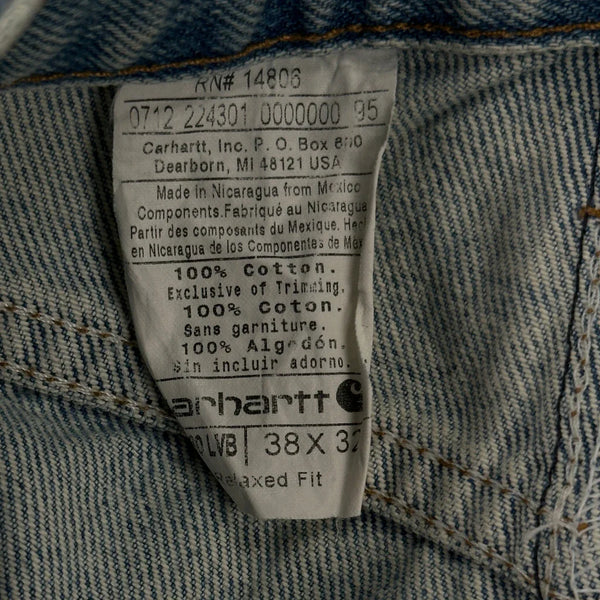 RN# 14806
0712 224301 0000000 95
Carhartt, Inc. P. O. Box 600
Dearborn, MI 48121 USA
Made in Nicaragua from Mexico
Components.Fabriqué au Nicaragua
Partir des composants du Mexique.
en Nicaragua de los Componentes de
100% Cotton.
Exclusive of Trimming.
100% Coton.
Sans garniture.
100% Algodón.
Sin incluir adorno.
arhartt
LVB 38 X 32
Relaxed Fit